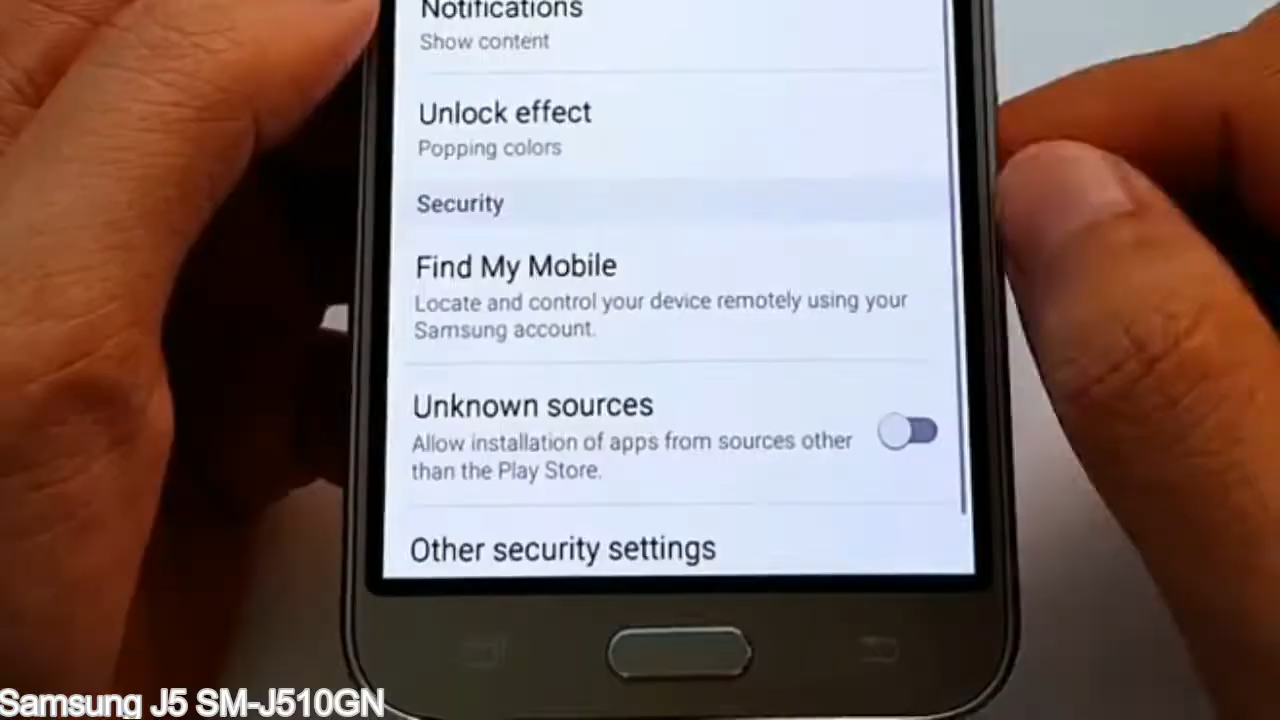 Notifications
Show content
Unlock effect
Popping colors
Security
Find My Mobile
Locate and control your device remotely using your
Samsung account.
Unknown sources
Allow installation of apps from sources other
than the Play Store.
Other security settings
Samsung J5 SM-J510GN